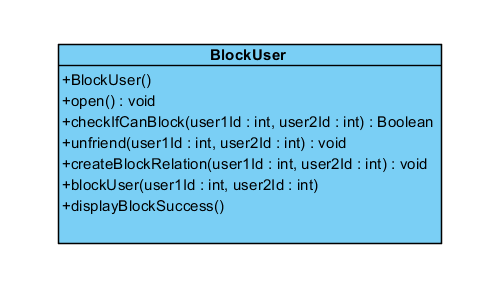 BlockUser
+BlockUser()
+open() : void
+checkIfCanBlock(user1Id : int, user2Id : int) : Boolean
+unfriend(user1Id : int, user2Id : int) : void
+createBlockRelation(user1Id : int, user2Id : int) : void
+blockUser(user1Id : int, user2Id : int)
+displayBlockSuccess()